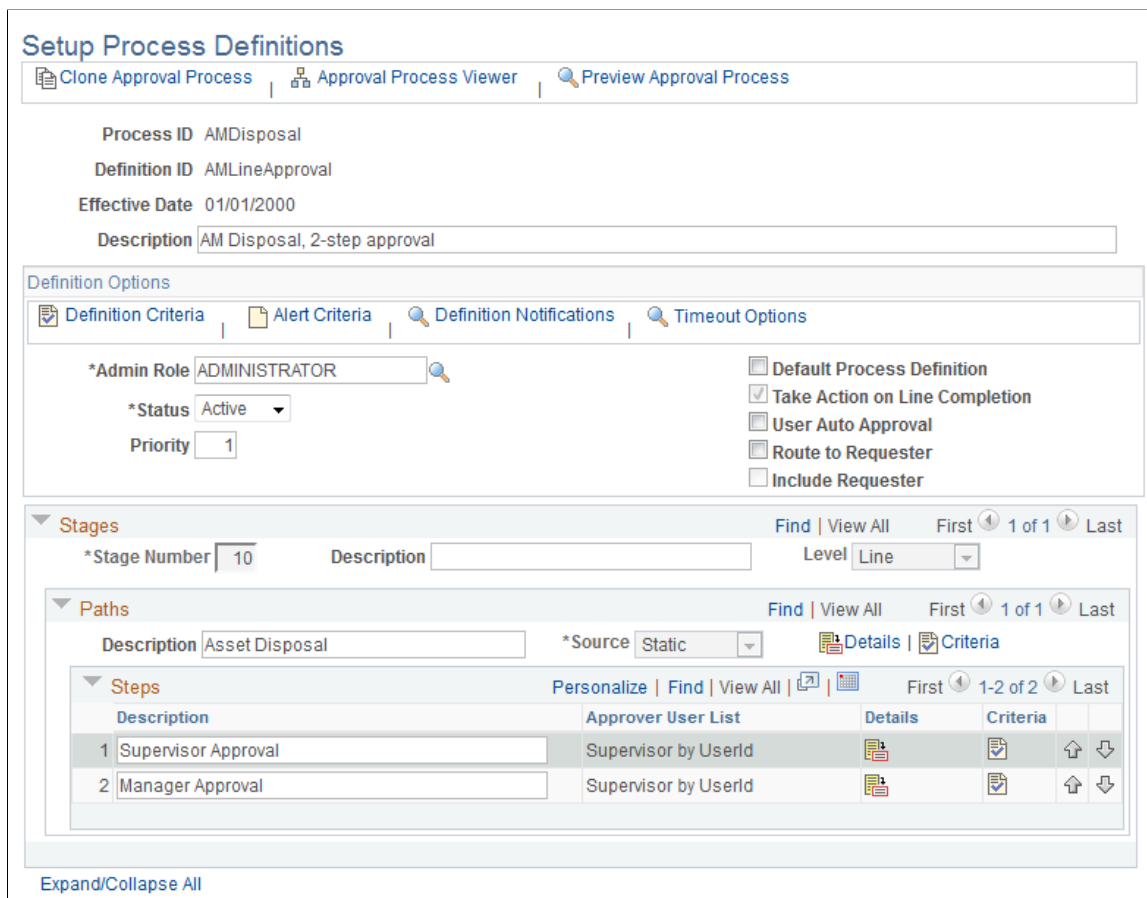 Setup Process Definitions
Clone Approval Process | Approval Process Viewer | Preview Approval Process
Process ID AMDisposal
Definition ID AMLineApproval
Effective Date 01/01/2000
Description AM Disposal, 2-step approval
Definition Options
Definition Criteria | Alert Criteria | Definition Notifications | Timeout Options
*Admin Role ADMINISTRATOR
Default Process Definition
Take Action on Line Completion
*Status Active
User Auto Approval
Priority 1
Route to Requester
Include Requester
Stages Find | View All First 1 of 1 Last
*Stage Number 10 Description Level Line
Paths Find | View All First 1 of 1 Last
Description Asset Disposal *Source Static Details | Criteria
Steps Personalize | Find | View All | | First 1-2 of 2 Last
Description Approver User List Details Criteria
1 Supervisor Approval Supervisor by UserId
2 Manager Approval Supervisor by UserId
Expand/Collapse All